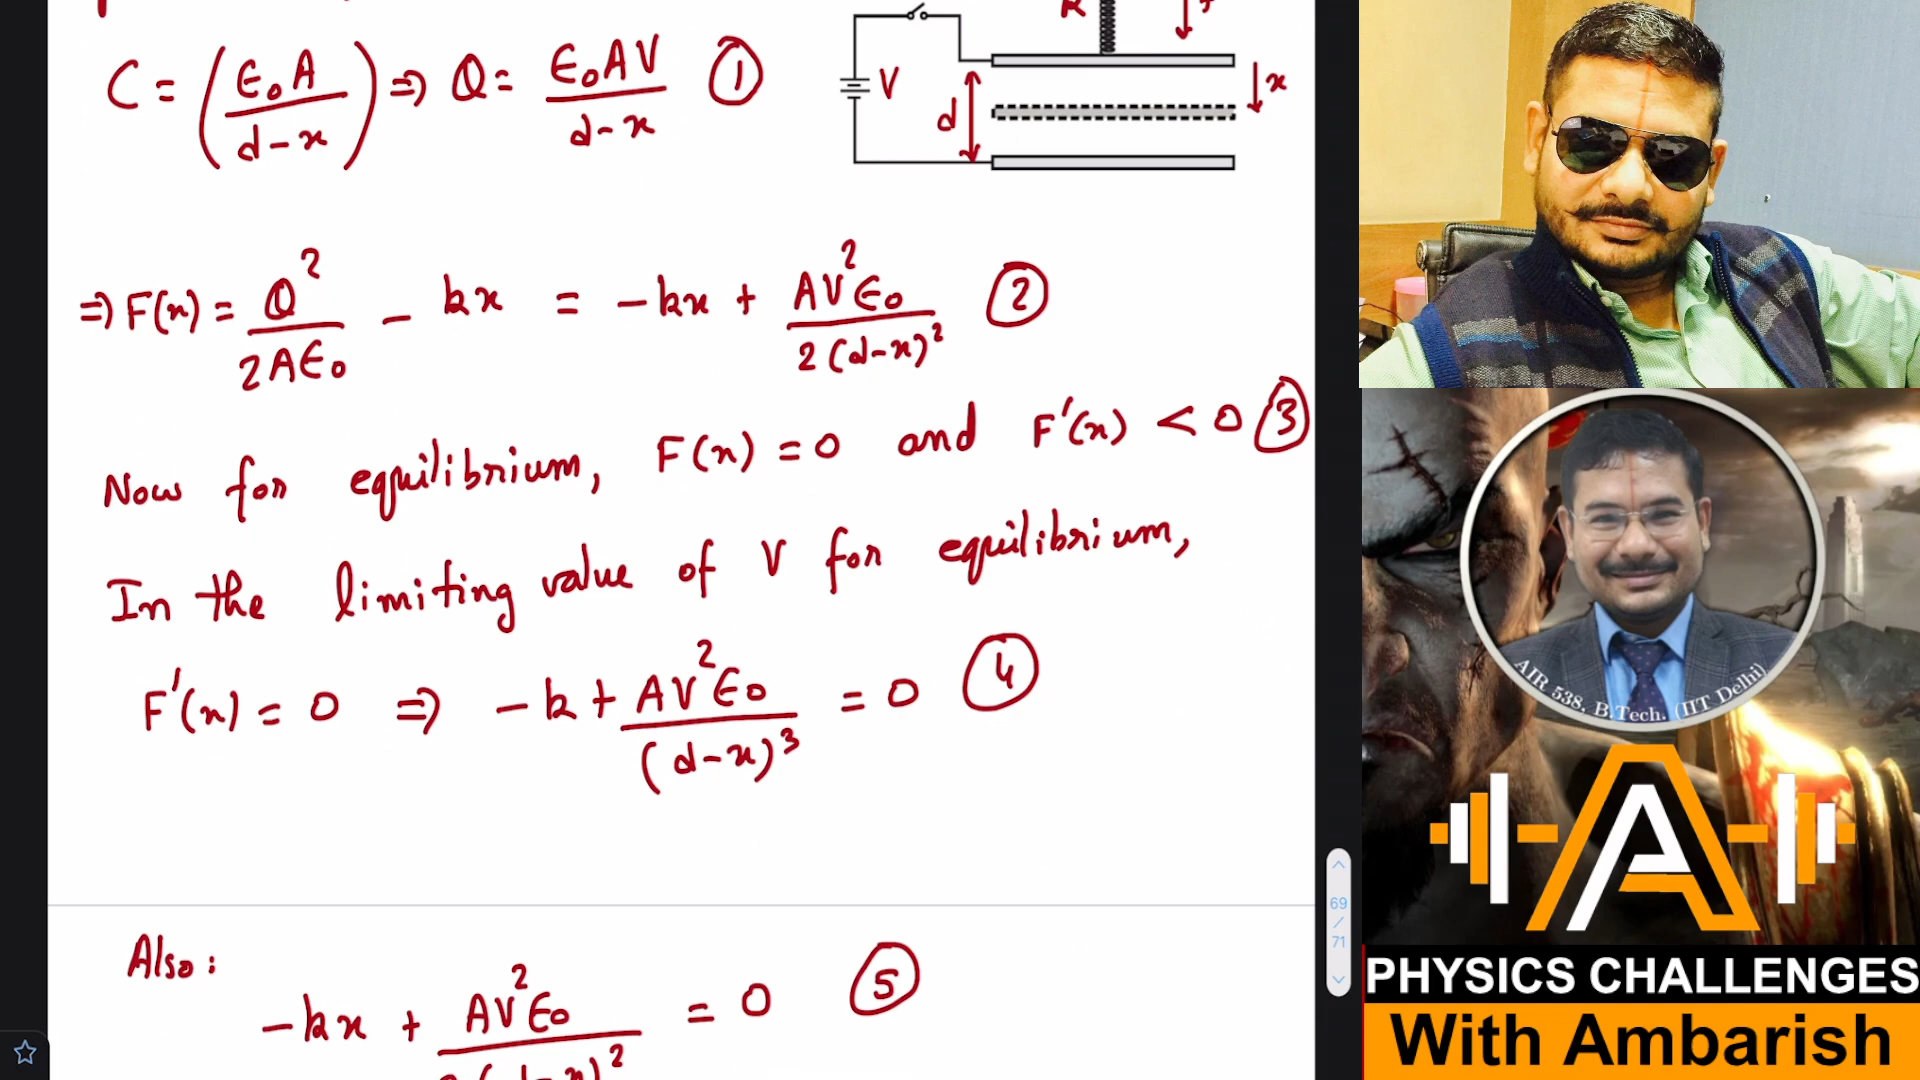 C = (ε₀A / d-x) ⇒ Q = ε₀AV / d-x ①
V
d
x
⇒ F(x) = Q² / 2Aε₀ - kx = -kx + AV²ε₀ / 2(d-x)² ②
Now for equilibrium, F(x) = 0 and F'(x) < 0 ③
In the limiting value of V for equilibrium,
F'(x) = 0 ⇒ -k + AV²ε₀ / (d-x)³ = 0 ④
Also:
-kx + AV²ε₀ / 2(d-x)² = 0 ⑤
69
/
71
AIR 538, B.Tech. (IIT Delhi)
A
PHYSICS CHALLENGES
With Ambarish